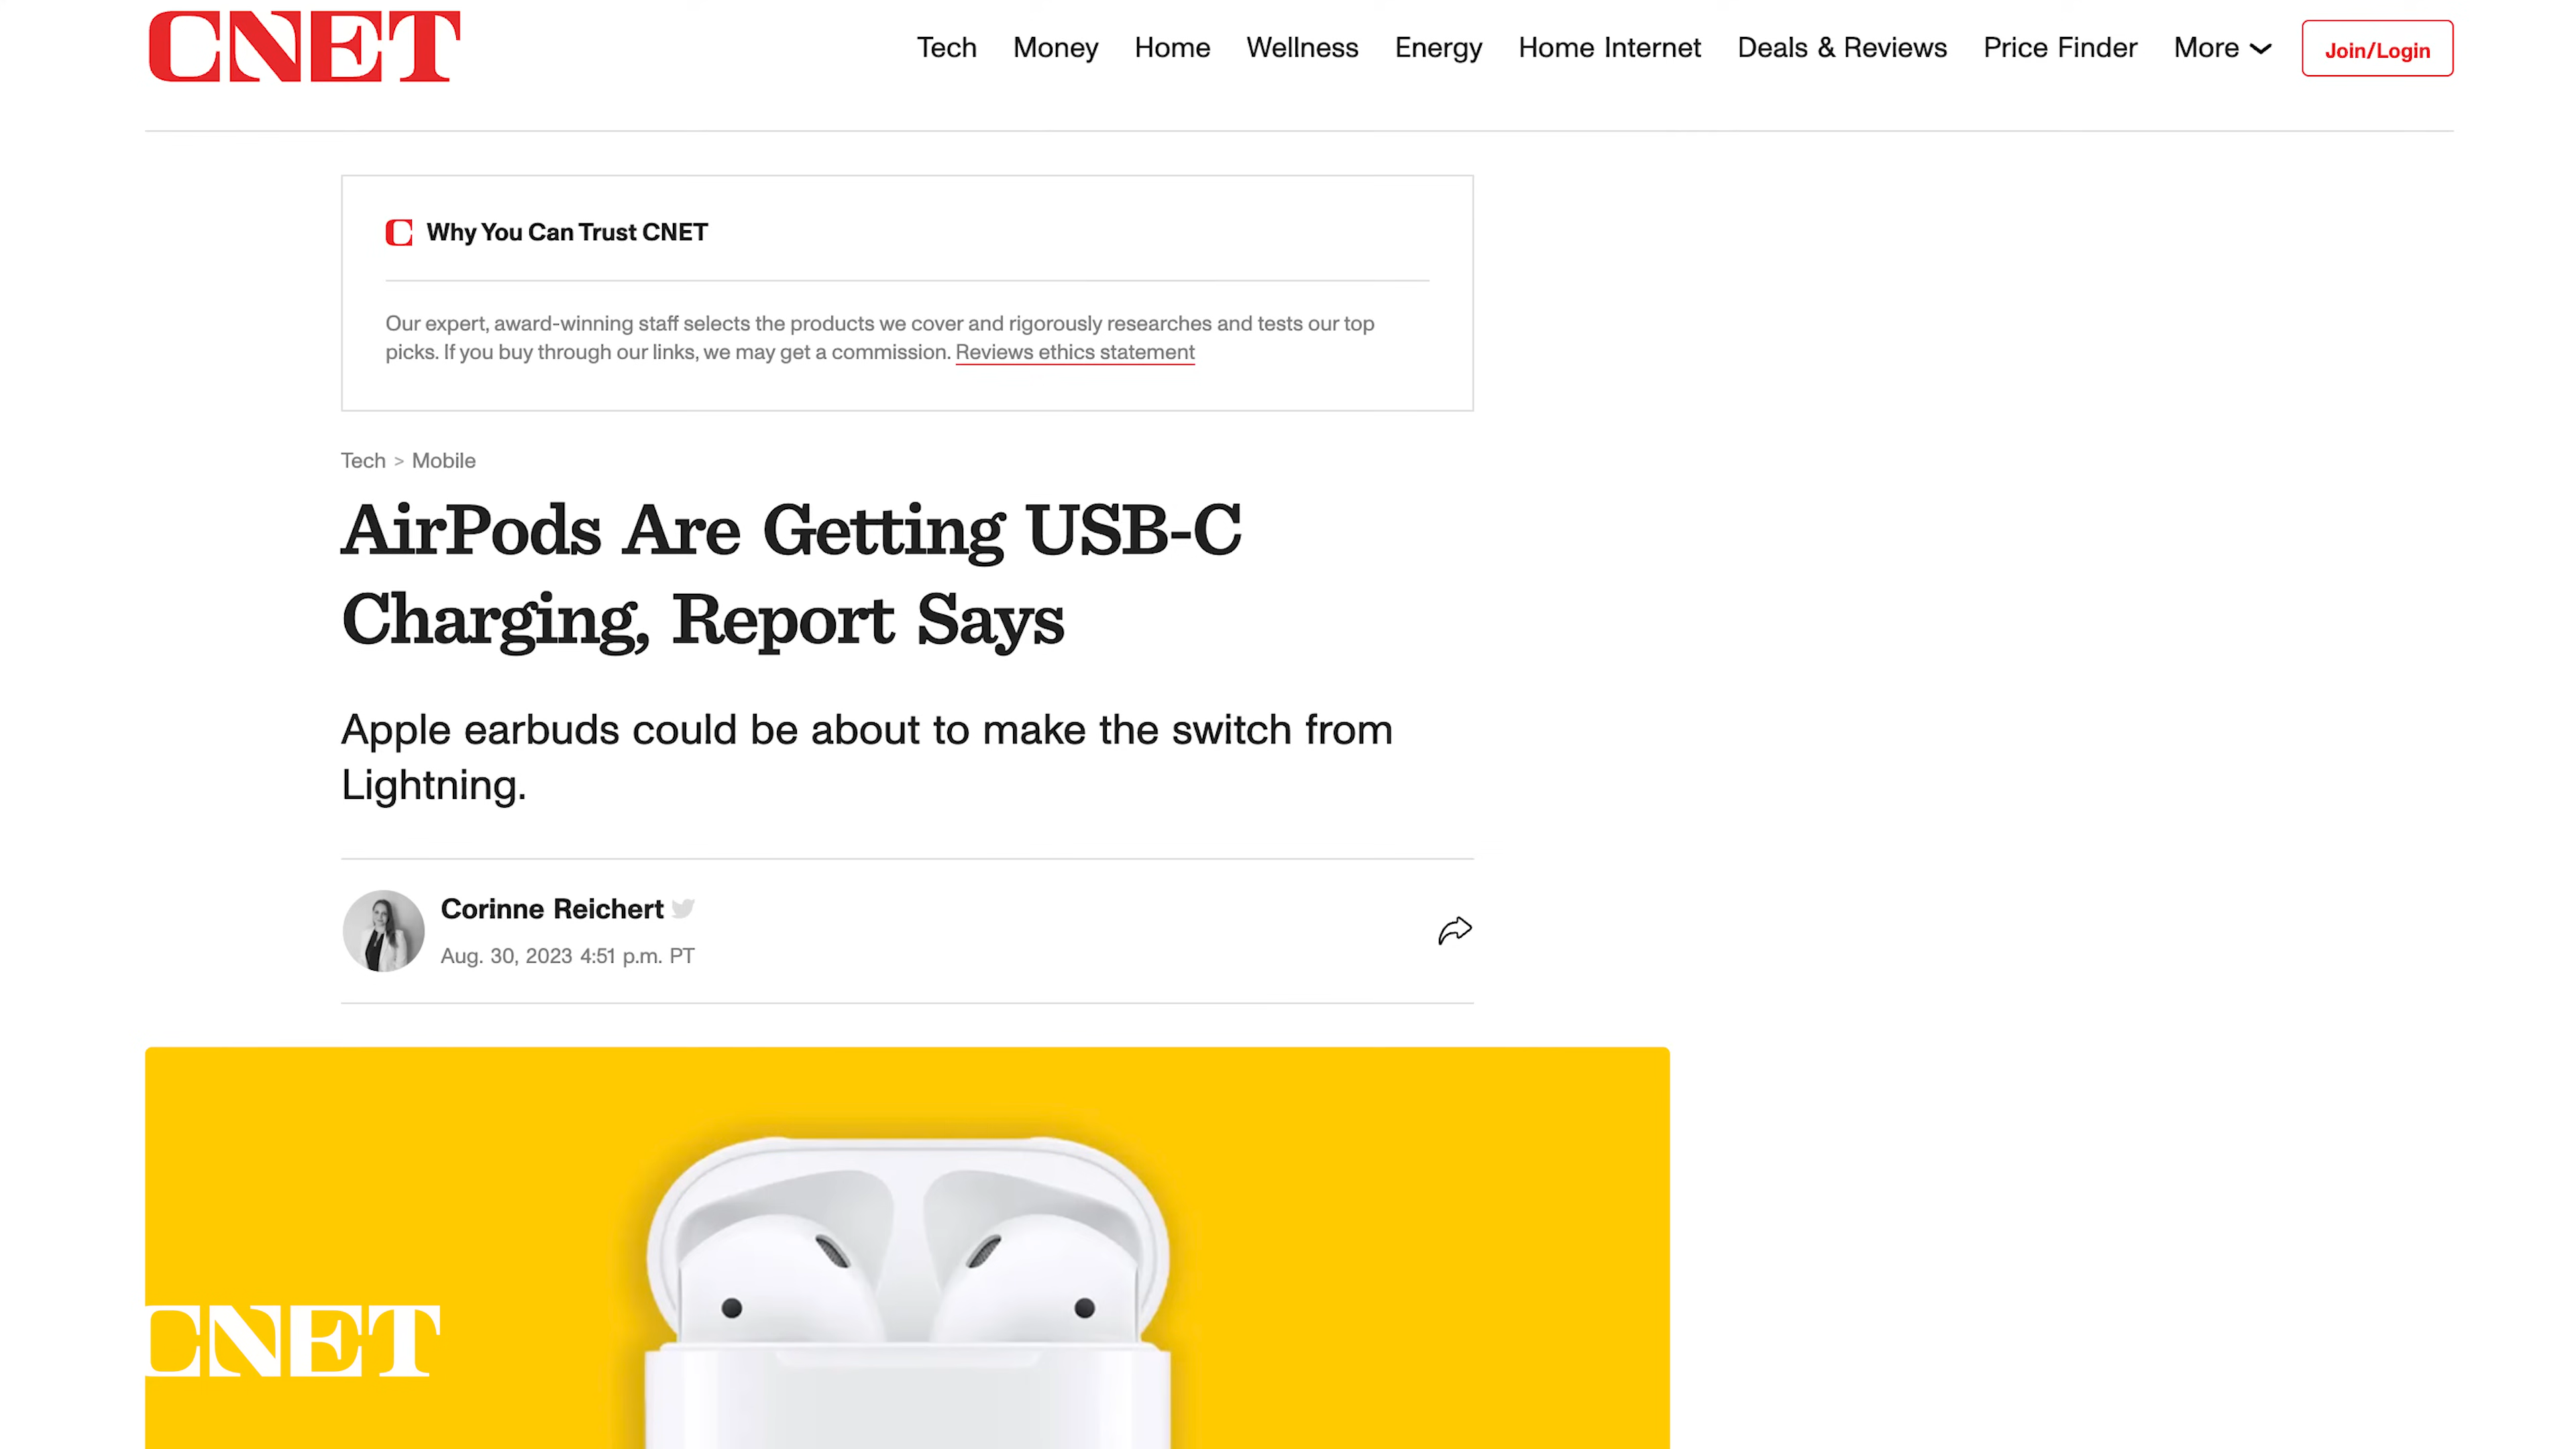 CNET
Tech Money Home Wellness Energy Home Internet Deals & Reviews Price Finder More Join/Login
Why You Can Trust CNET
Our expert, award-winning staff selects the products we cover and rigorously researches and tests our top
picks. If you buy through our links, we may get a commission. Reviews ethics statement
Tech > Mobile
AirPods Are Getting USB-C
Charging, Report Says
Apple earbuds could be about to make the switch from
Lightning.
Corinne Reichert
Aug. 30, 2023 4:51 p.m. PT
CNET